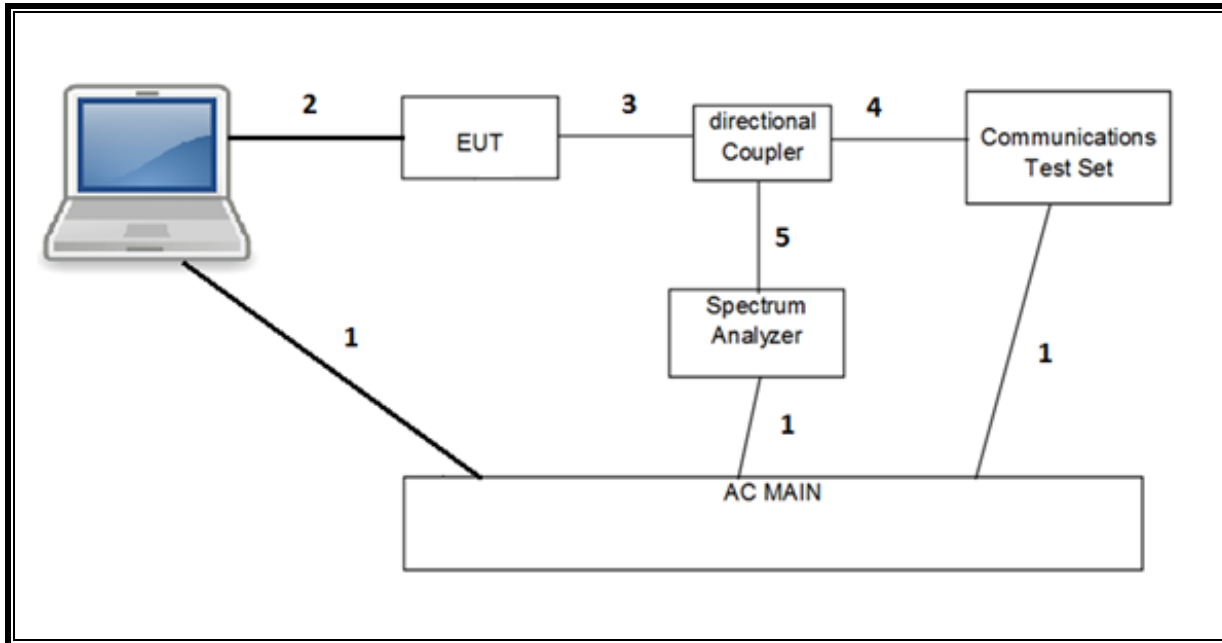 2
EUT
3
directional
Coupler
4
Communications
Test Set
5
Spectrum
Analyzer
1
1
1
AC MAIN